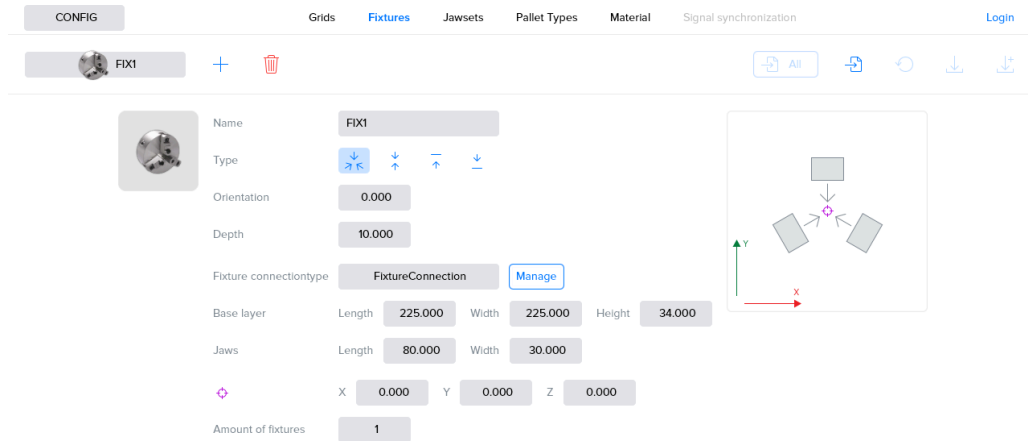 CONFIG Grids Fixtures Jawsets Pallet Types Material Signal synchronization Login
FIX1 All
Name FIX1
Type
Orientation 0.000
Depth 10.000
Fixture connectiontype FixtureConnection Manage
Base layer Length 225.000 Width 225.000 Height 34.000
Jaws Length 80.000 Width 30.000
X 0.000 Y 0.000 Z 0.000
Amount of fixtures 1
Y
X